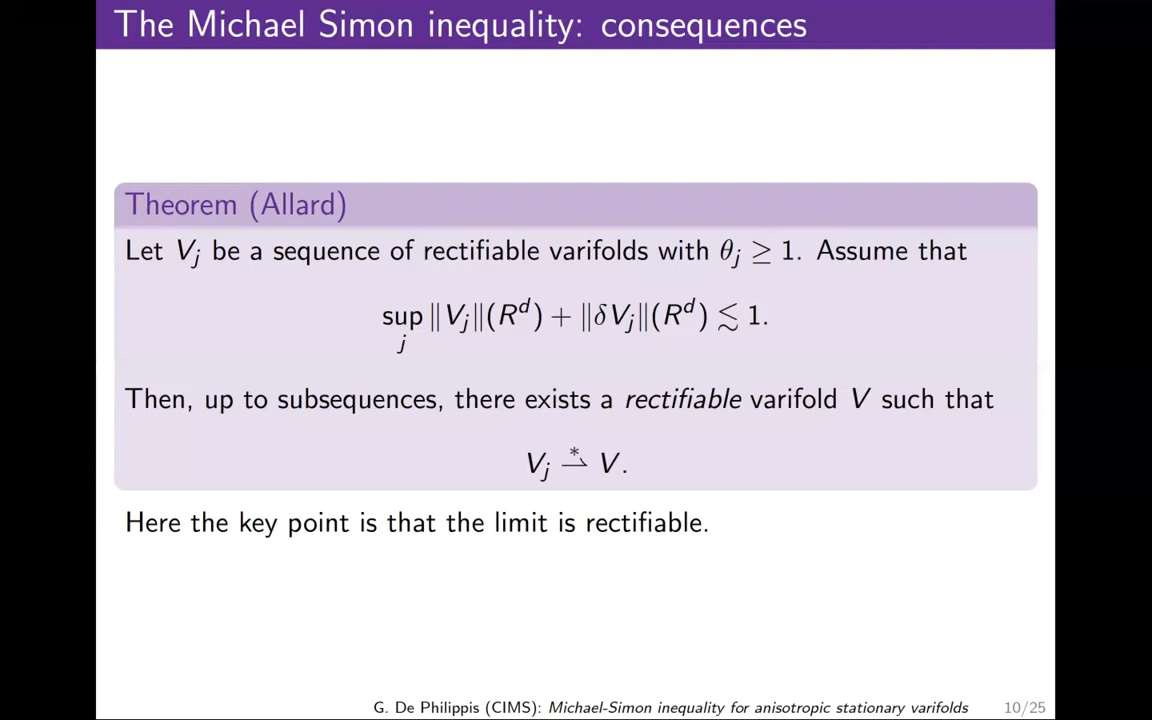 The Michael Simon inequality: consequences
Theorem (Allard)
Let V_j be a sequence of rectifiable varifolds with θ_j ≥ 1. Assume that
sup_j ‖V_j‖(R^d) + ‖δV_j‖(R^d) ≲ 1.
Then, up to subsequences, there exists a rectifiable varifold V such that
V_j ⇀^* V.
Here the key point is that the limit is rectifiable.
G. De Philippis (CIMS): Michael-Simon inequality for anisotropic stationary varifolds 10/25